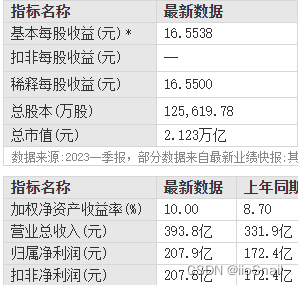 指标名称 最新数据
基本每股收益(元)* 16.5538
扣非每股收益(元) —
稀释每股收益(元) 16.5500
总股本(万股) 125,619.78
总市值(元) 2.123万亿
数据来源:2023一季报,部分数据来自最新业绩快报:其
指标名称 最新数据 上年同期
加权净资产收益率(%) 10.00 8.70
营业总收入(元) 393.8亿 331.9亿
归属净利润(元) 207.9亿 172.4亿
扣非净利润(元) 207.8亿 172.4亿